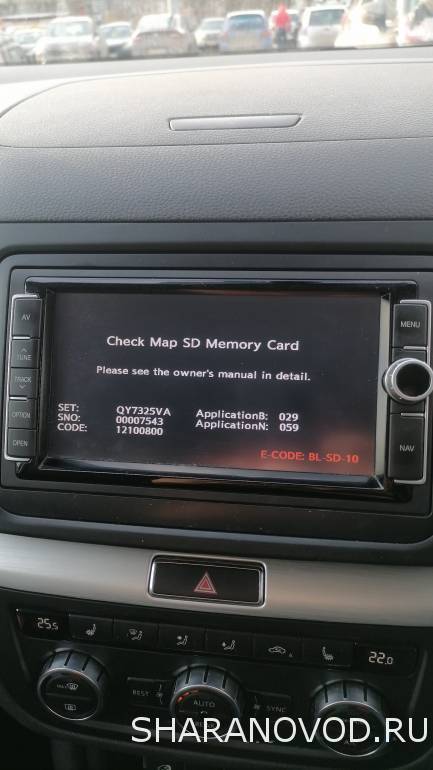 Check Map SD Memory Card
Please see the owner's manual in detail.
SET: QY7325VA ApplicationB: 029
SNO: 00007543 ApplicationN: 059
CODE: 12100800
E-CODE: BL-SD-10
AV
TUNE
TRACK
OPTION
OPEN
MENU
NAV
25.5
22.0
REST
AUTO
SYNC
SHARANOVOD.RU